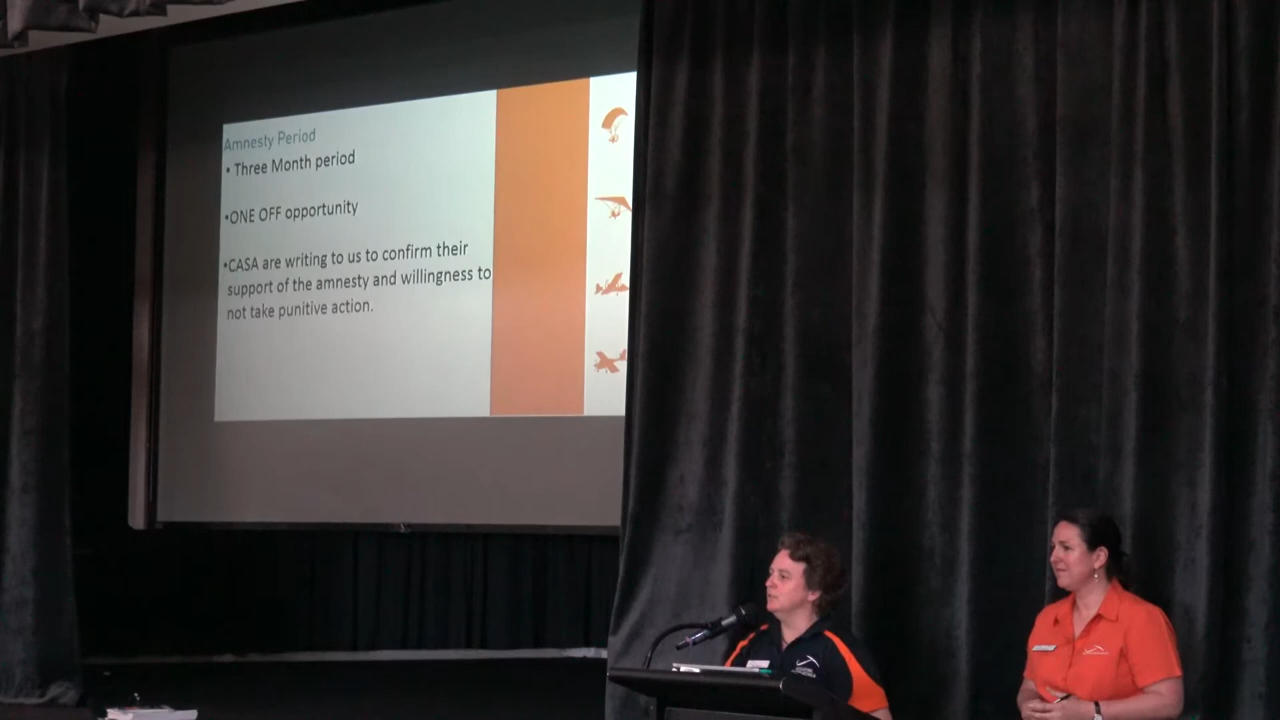 Amnesty Period
• Three Month period
•ONE OFF opportunity
•CASA are writing to us to confirm their
support of the amnesty and willingness to
not take punitive action.